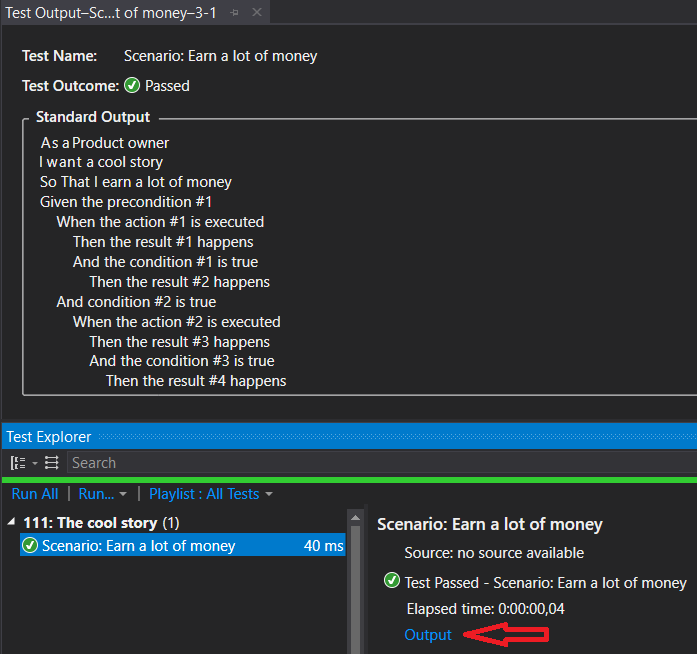 Test Output–Sc...t of money–3-1
Test Name: Scenario: Earn a lot of money
Test Outcome: Passed
Standard Output
As a Product owner
I want a cool story
So That I earn a lot of money
Given the precondition #1
When the action #1 is executed
Then the result #1 happens
And the condition #1 is true
Then the result #2 happens
And condition #2 is true
When the action #2 is executed
Then the result #3 happens
And the condition #3 is true
Then the result #4 happens
Test Explorer
Search
Run All | Run... | Playlist : All Tests
111: The cool story (1)
Scenario: Earn a lot of money 40 ms
Scenario: Earn a lot of money
Source: no source available
Test Passed - Scenario: Earn a lot of money
Elapsed time: 0:00:00,04
Output